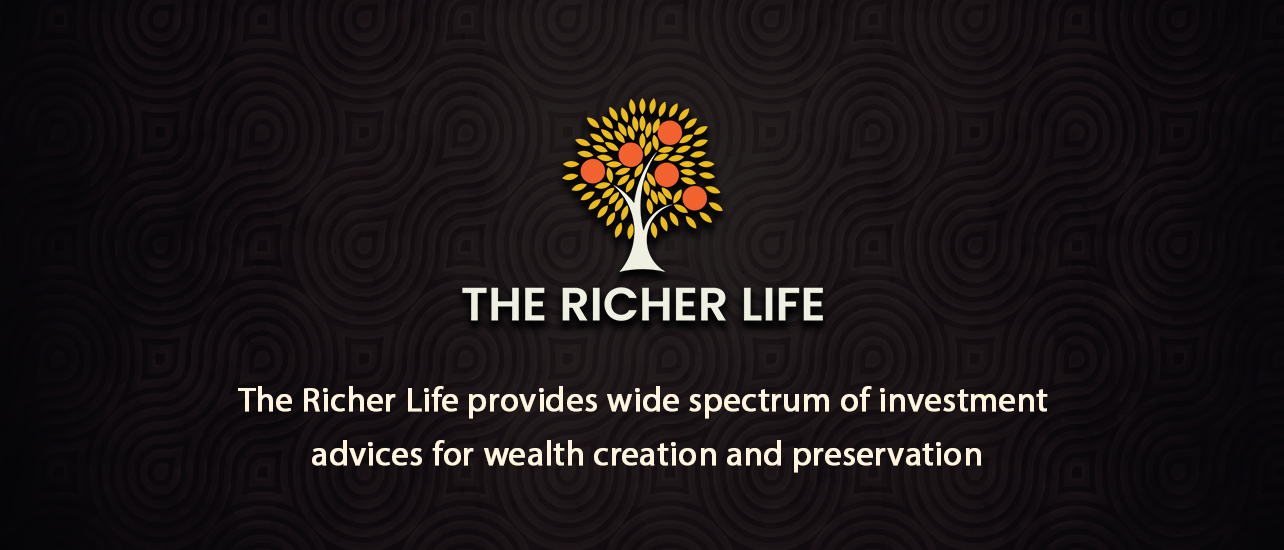 THE RICHER LIFE
The Richer Life provides wide spectrum of investment
advices for wealth creation and preservation